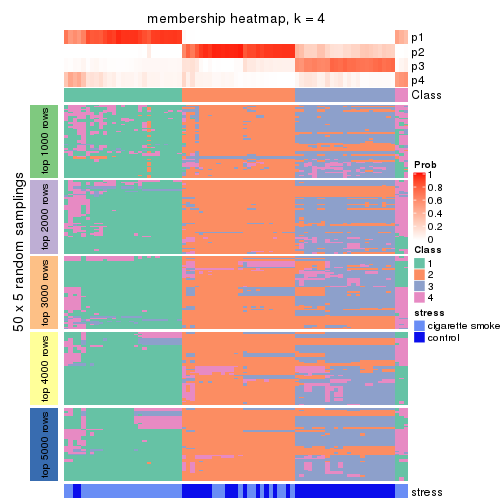 membership heatmap, k = 4
p1
p2
p3
p4
Class
50 x 5 random samplings
top 1000 rows
top 2000 rows
top 3000 rows
top 4000 rows
top 5000 rows
stress
Prob
1
0.8
0.6
0.4
0.2
0
Class
1
2
3
4
stress
cigarette smoke
control